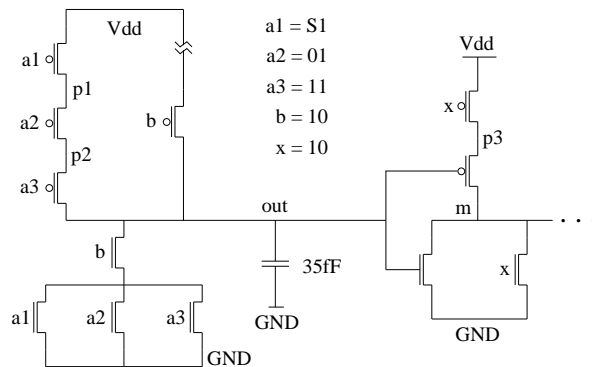 Vdd
a1 = S1
a2 = 01
a3 = 11
b = 10
x = 10
Vdd
a1
p1
a2
b
x
p3
p2
a3
out
m
b
35fF
x
. . .
GND
a1
a2
a3
GND
GND